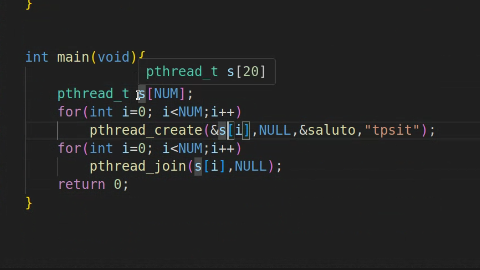 }
int main(void){
pthread_t s[20]
pthread_t s[NUM];
for(int i=0; i<NUM;i++)
pthread_create(&s[i],NULL,&saluto,"tpsit");
for(int i=0; i<NUM;i++)
pthread_join(s[i],NULL);
return 0;
}